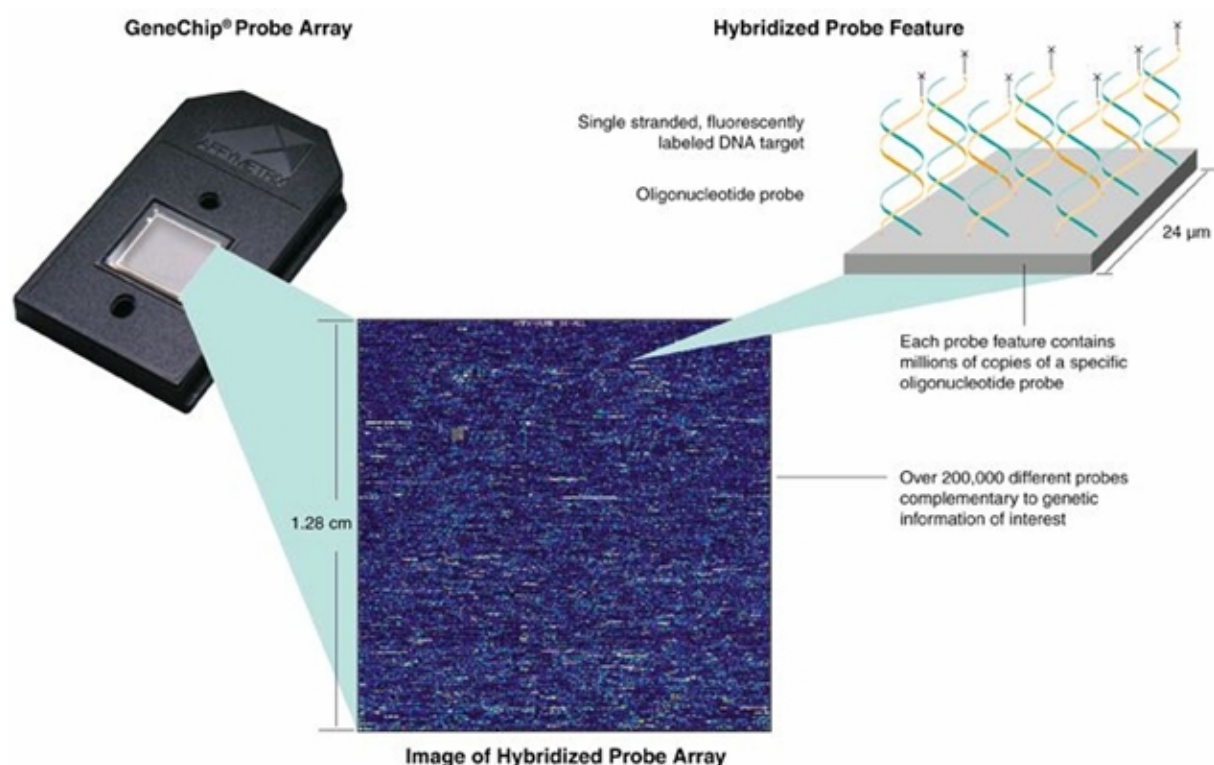 GeneChip® Probe Array
Hybridized Probe Feature
AFFYMETRIX
Single stranded, fluorescently
labeled DNA target
Oligonucleotide probe
24 µm
Each probe feature contains
millions of copies of a specific
oligonucleotide probe
Over 200,000 different probes
complementary to genetic
information of interest
1.28 cm
Image of Hybridized Probe Array